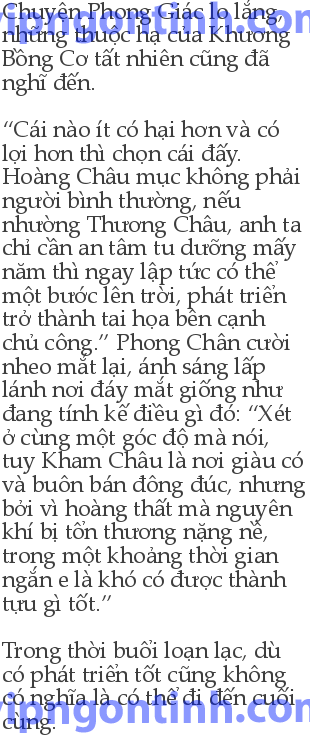 Chuyện Phong Giác lo lắng,
những thuộc hạ của Khương
Bồng Cơ tất nhiên cũng đã
nghĩ đến.
“Cái nào ít có hại hơn và có
lợi hơn thì chọn cái đấy.
Hoàng Châu mục không phải
người bình thường, nếu
nhường Thương Châu, anh ta
chỉ cần an tâm tu dưỡng mấy
năm thì ngay lập tức có thể
một bước lên trời, phát triển
trở thành tai họa bên cạnh
chủ công.” Phong Chân cười
nheo mắt lại, ánh sáng lấp
lánh nơi đáy mắt giống như
đang tính kế điều gì đó: “Xét
ở cùng một góc độ mà nói,
tuy Kham Châu là nơi giàu có
và buôn bán đông đúc, nhưng
bởi vì hoàng thất mà nguyên
khí bị tổn thương nặng nề,
trong một khoảng thời gian
ngắn e là khó có được thành
tựu gì tốt.”
Trong thời buổi loạn lạc, dù
có phát triển tốt cũng không
có nghĩa là có thể đi đến cuối
cùng.
vipngontinh.com
vipngontinh.com